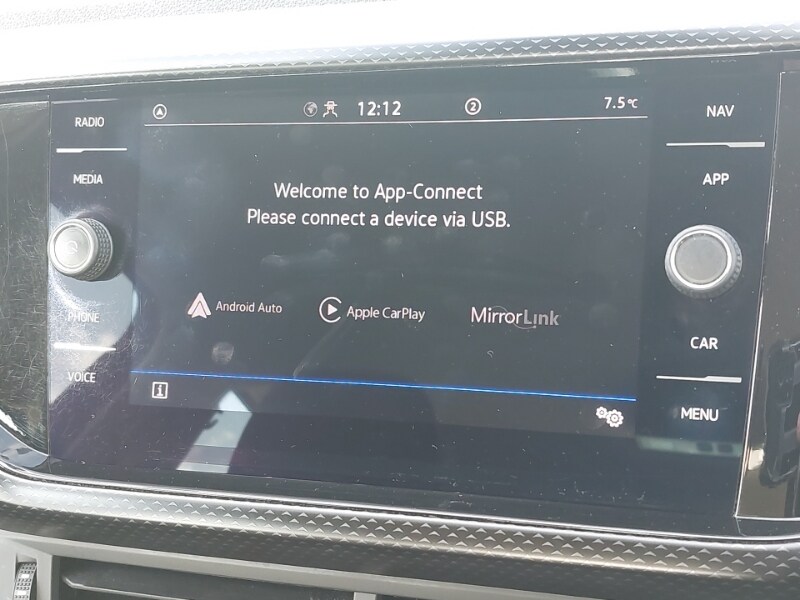 RADIO
MEDIA
PHONE
VOICE
12:12
2
7.5°C
Welcome to App-Connect
Please connect a device via USB.
Android Auto
Apple CarPlay
MirrorLink
i
NAV
APP
CAR
MENU